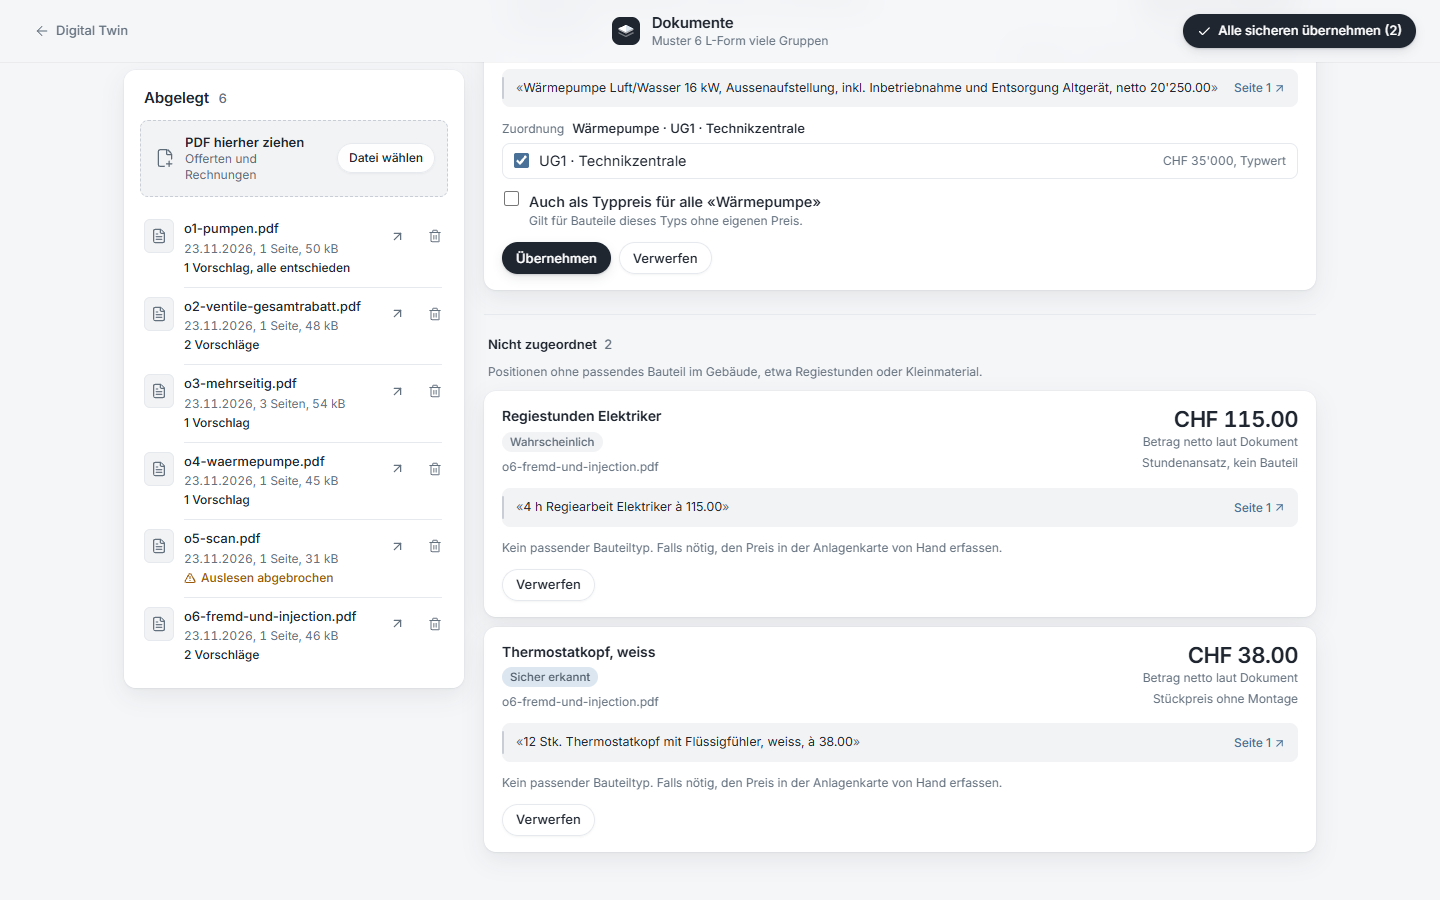 Digital Twin
Dokumente
Muster 6 L-Form viele Gruppen
Alle sicheren übernehmen (2)
Abgelegt 6
PDF hierher ziehen
Offerten und
Rechnungen
Datei wählen
o1-pumpen.pdf
23.11.2026, 1 Seite, 50 kB
1 Vorschlag, alle entschieden
o2-ventile-gesamtrabatt.pdf
23.11.2026, 1 Seite, 48 kB
2 Vorschläge
o3-mehrseitig.pdf
23.11.2026, 3 Seiten, 54 kB
1 Vorschlag
o4-waermepumpe.pdf
23.11.2026, 1 Seite, 45 kB
1 Vorschlag
o5-scan.pdf
23.11.2026, 1 Seite, 31 kB
Auslesen abgebrochen
o6-fremd-und-injection.pdf
23.11.2026, 1 Seite, 46 kB
2 Vorschläge
«Wärmepumpe Luft/Wasser 16 kW, Aussenaufstellung, inkl. Inbetriebnahme und Entsorgung Altgerät, netto 20'250.00» Seite 1
Zuordnung Wärmepumpe · UG1 · Technikzentrale
UG1 · Technikzentrale CHF 35'000, Typwert
Auch als Typpreis für alle «Wärmepumpe»
Gilt für Bauteile dieses Typs ohne eigenen Preis.
Übernehmen Verwerfen
Nicht zugeordnet 2
Positionen ohne passendes Bauteil im Gebäude, etwa Regiestunden oder Kleinmaterial.
Regiestunden Elektriker CHF 115.00
Wahrscheinlich Betrag netto laut Dokument
o6-fremd-und-injection.pdf Stundenansatz, kein Bauteil
«4 h Regiearbeit Elektriker à 115.00» Seite 1
Kein passender Bauteiltyp. Falls nötig, den Preis in der Anlagenkarte von Hand erfassen.
Verwerfen
Thermostatkopf, weiss CHF 38.00
Sicher erkannt Betrag netto laut Dokument
o6-fremd-und-injection.pdf Stückpreis ohne Montage
«12 Stk. Thermostatkopf mit Flüssigfühler, weiss, à 38.00» Seite 1
Kein passender Bauteiltyp. Falls nötig, den Preis in der Anlagenkarte von Hand erfassen.
Verwerfen